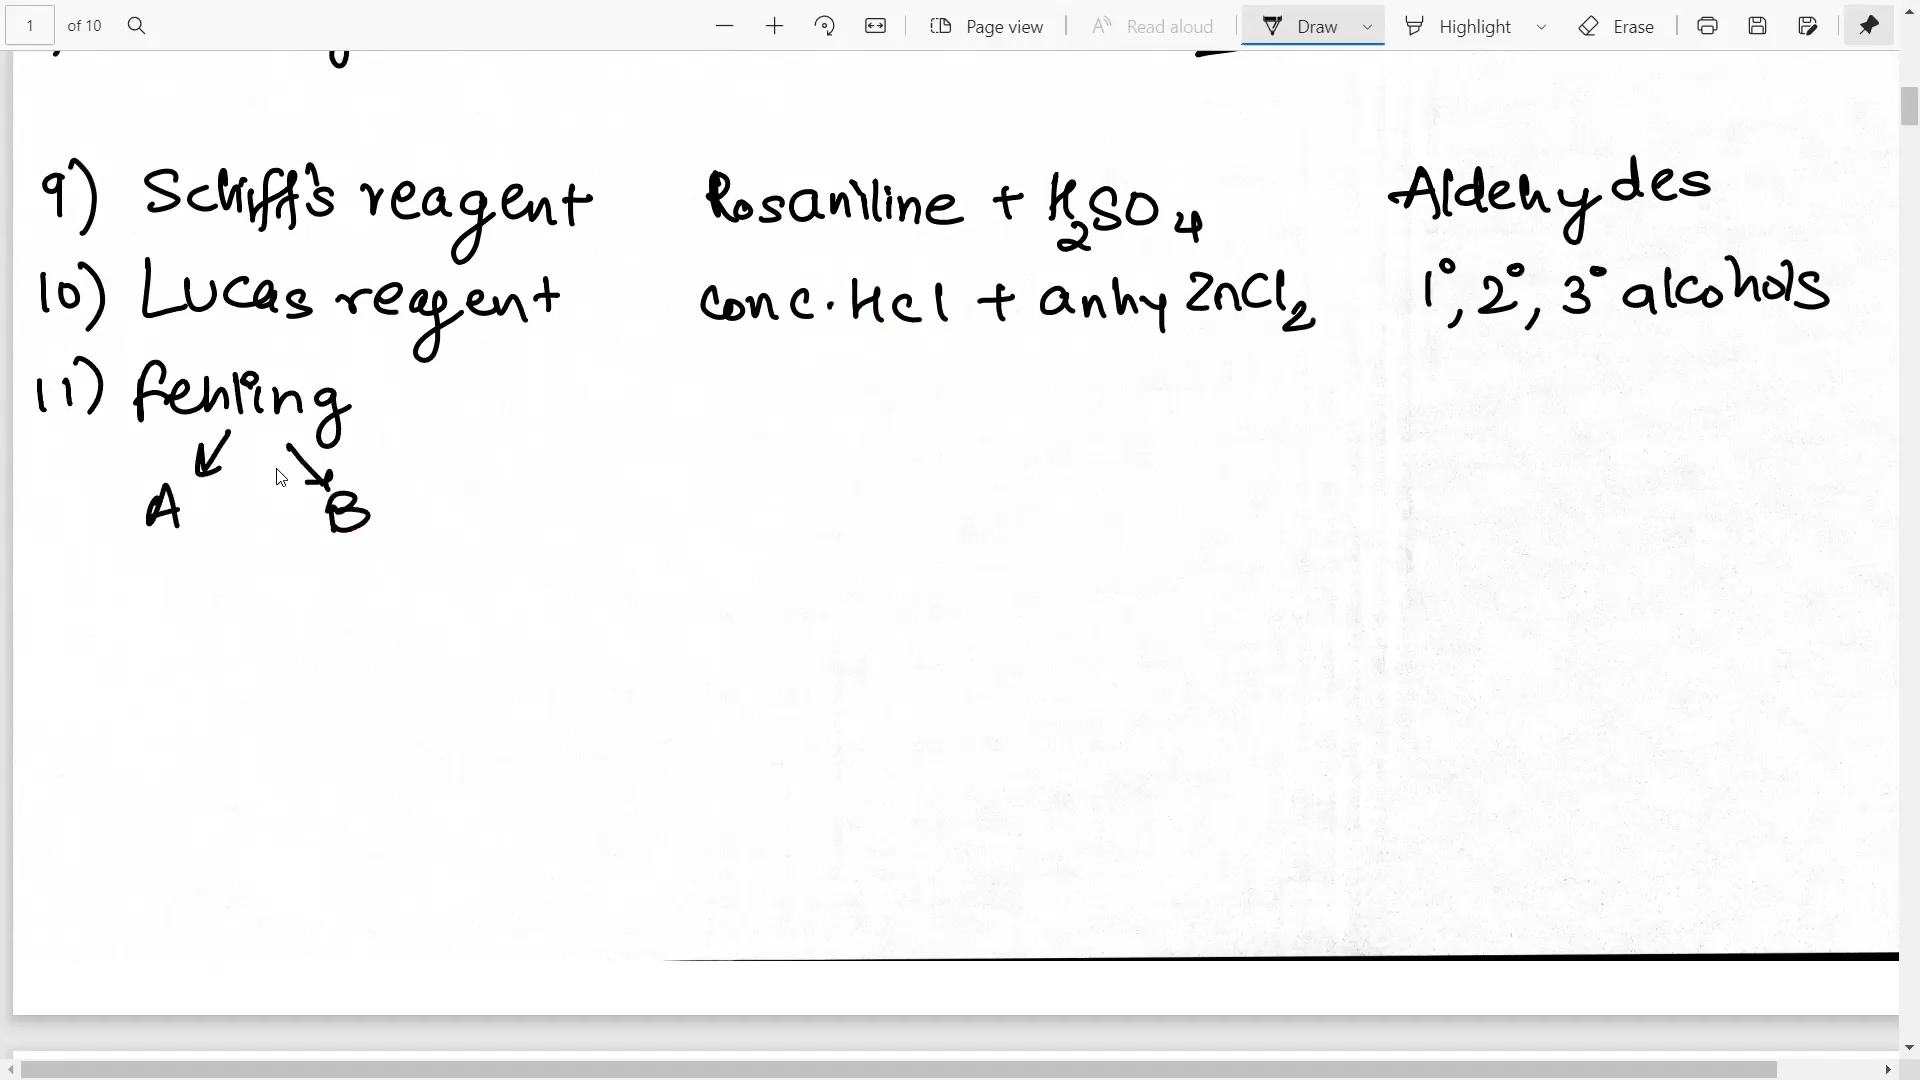 1 of 10 Page view Read aloud Draw Highlight Erase
9) Schiff's reagent Rosaniline + H₂SO₄ Aldehydes
10) Lucas reagent conc. HCl + anhy ZnCl₂ 1°, 2°, 3° alcohols
11) Fehling
A B